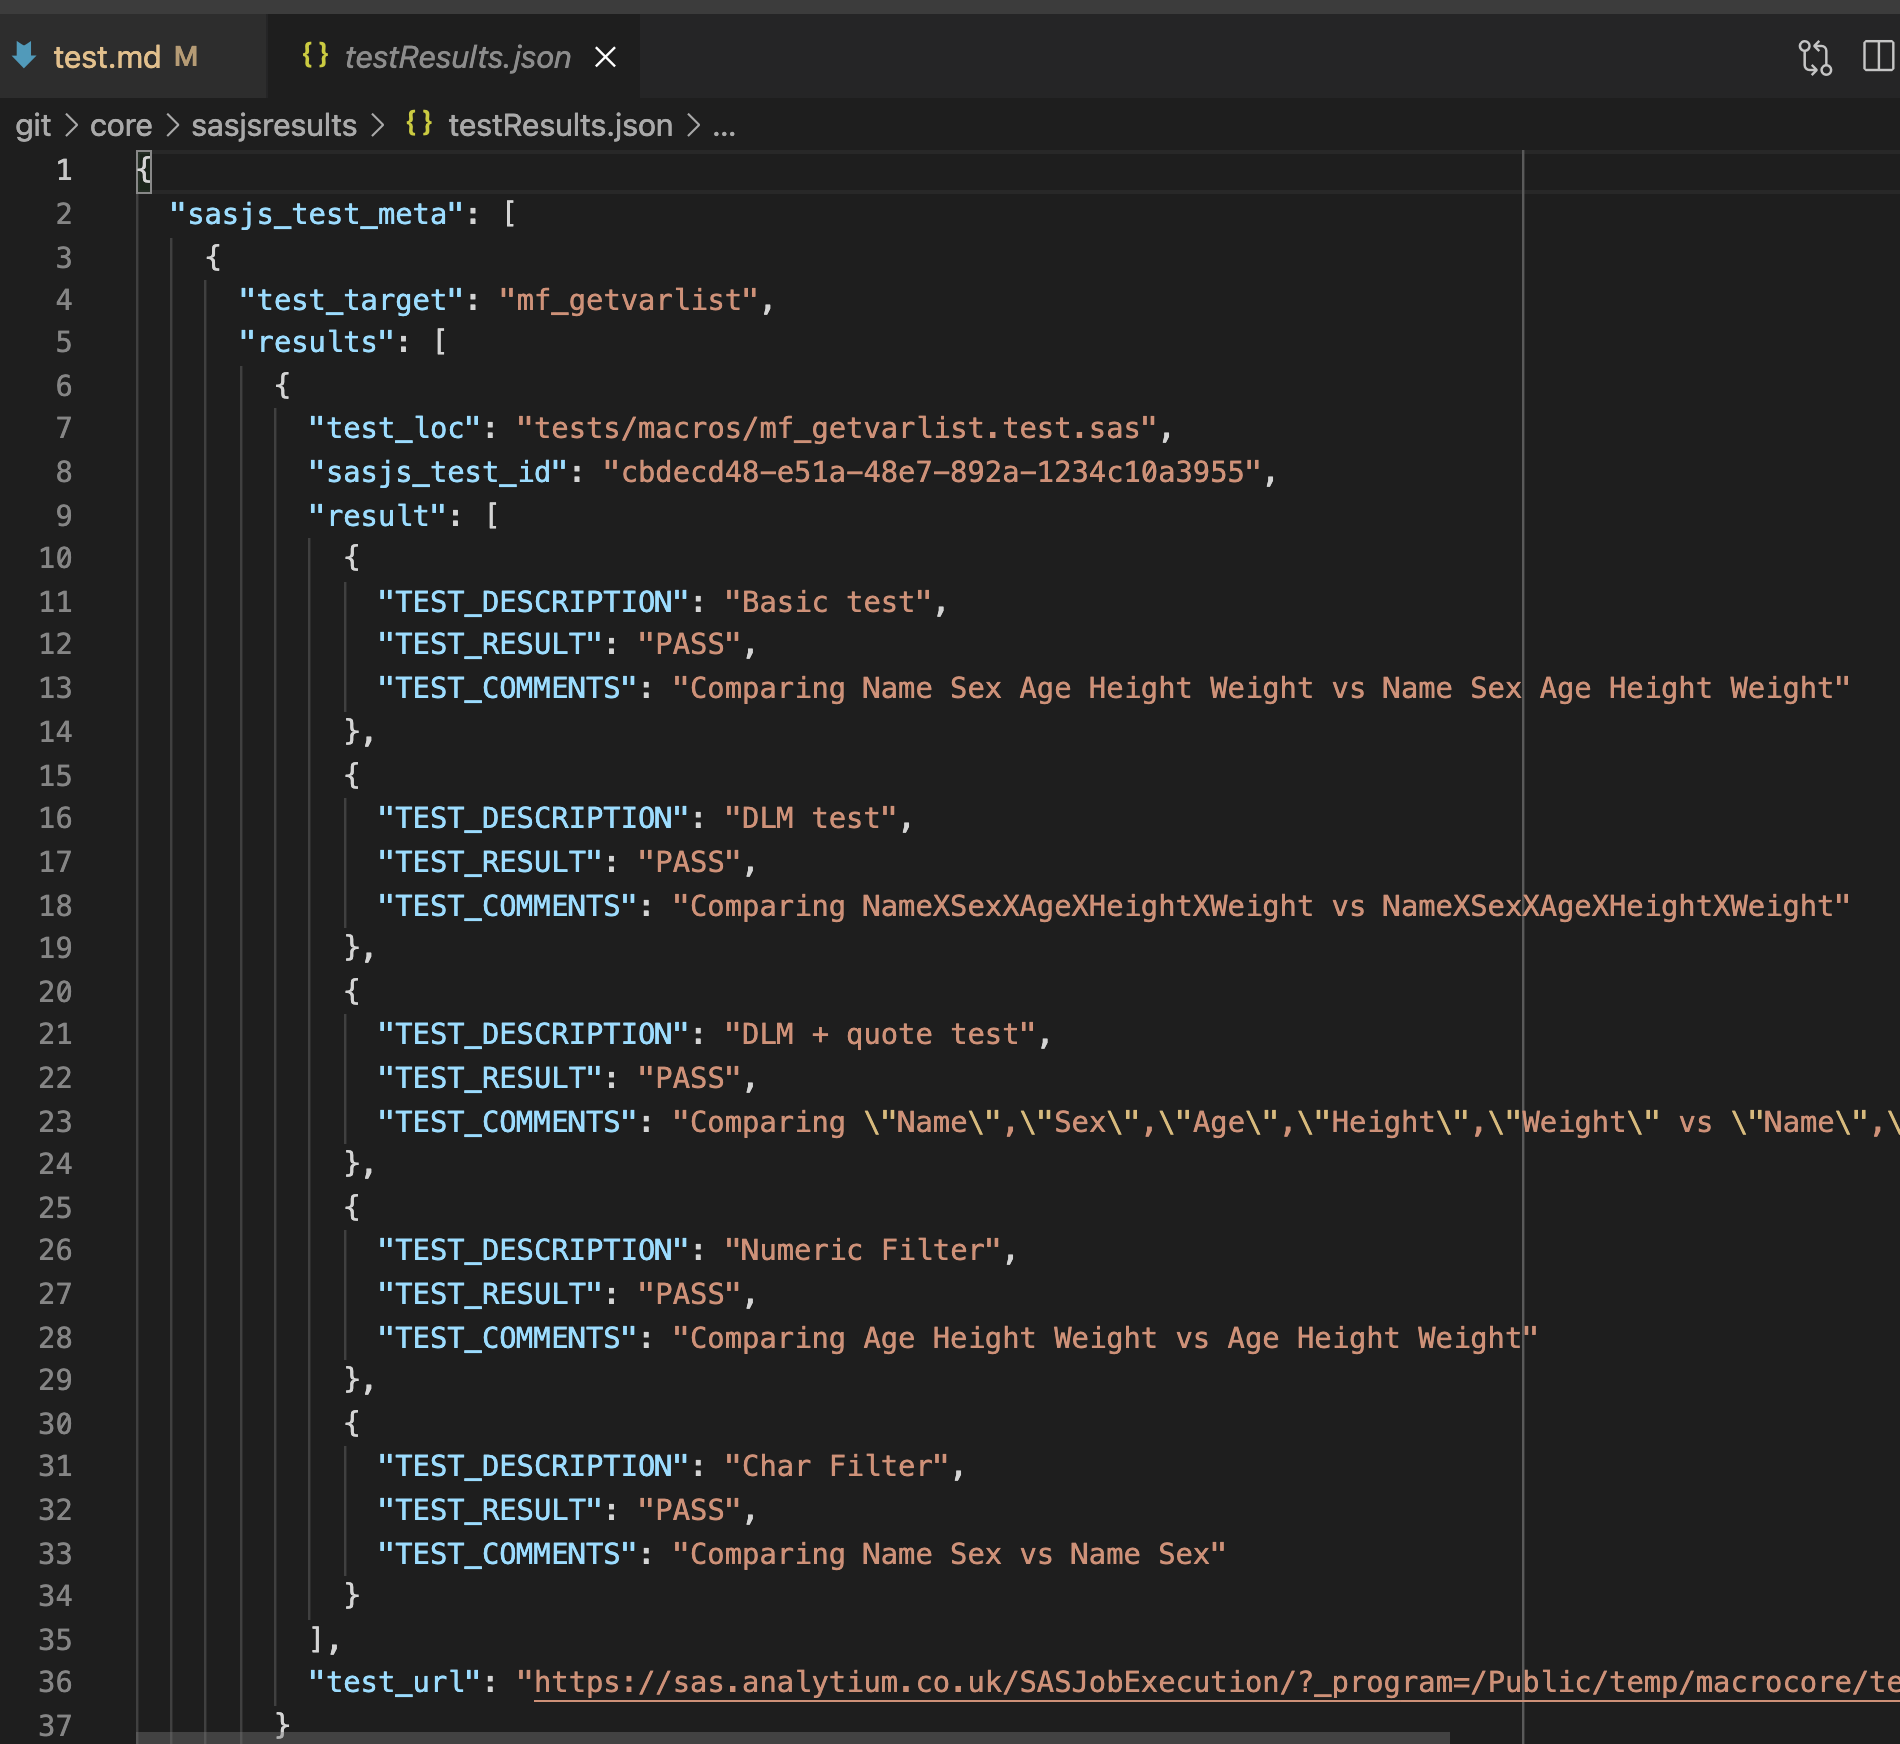 test.md M
{} testResults.json
git > core > sasjsresults > {} testResults.json > ...
1 {
2 "sasjs_test_meta": [
3 {
4 "test_target": "mf_getvarlist",
5 "results": [
6 {
7 "test_loc": "tests/macros/mf_getvarlist.test.sas",
8 "sasjs_test_id": "cbdecd48-e51a-48e7-892a-1234c10a3955",
9 "result": [
10 {
11 "TEST_DESCRIPTION": "Basic test",
12 "TEST_RESULT": "PASS",
13 "TEST_COMMENTS": "Comparing Name Sex Age Height Weight vs Name Sex Age Height Weight"
14 },
15 {
16 "TEST_DESCRIPTION": "DLM test",
17 "TEST_RESULT": "PASS",
18 "TEST_COMMENTS": "Comparing NameXSexXAgeXHeightXWeight vs NameXSexXAgeXHeightXWeight"
19 },
20 {
21 "TEST_DESCRIPTION": "DLM + quote test",
22 "TEST_RESULT": "PASS",
23 "TEST_COMMENTS": "Comparing \"Name\",\"Sex\",\"Age\",\"Height\",\"Weight\" vs \"Name\",\
24 },
25 {
26 "TEST_DESCRIPTION": "Numeric Filter",
27 "TEST_RESULT": "PASS",
28 "TEST_COMMENTS": "Comparing Age Height Weight vs Age Height Weight"
29 },
30 {
31 "TEST_DESCRIPTION": "Char Filter",
32 "TEST_RESULT": "PASS",
33 "TEST_COMMENTS": "Comparing Name Sex vs Name Sex"
34 }
35 ],
36 "test_url": "https://sas.analytium.co.uk/SASJobExecution/?_program=/Public/temp/macrocore/te
37 }